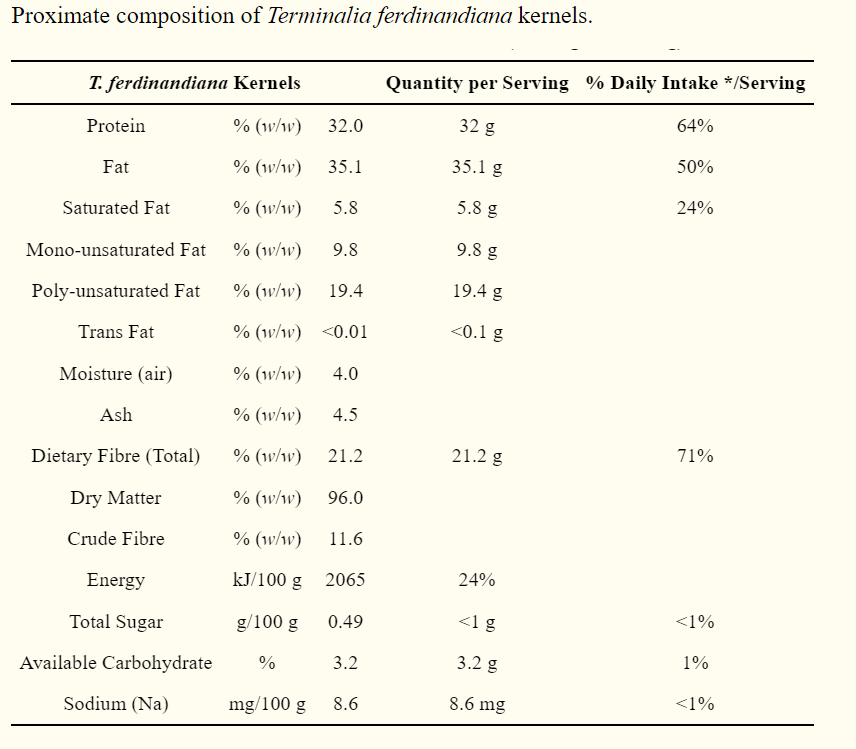 Proximate composition of Terminalia ferdinandiana kernels.
T. ferdinandiana Kernels Quantity per Serving % Daily Intake */Serving
Protein % (w/w) 32.0 32 g 64%
Fat % (w/w) 35.1 35.1 g 50%
Saturated Fat % (w/w) 5.8 5.8 g 24%
Mono-unsaturated Fat % (w/w) 9.8 9.8 g
Poly-unsaturated Fat % (w/w) 19.4 19.4 g
Trans Fat % (w/w) <0.01 <0.1 g
Moisture (air) % (w/w) 4.0
Ash % (w/w) 4.5
Dietary Fibre (Total) % (w/w) 21.2 21.2 g 71%
Dry Matter % (w/w) 96.0
Crude Fibre % (w/w) 11.6
Energy kJ/100 g 2065 24%
Total Sugar g/100 g 0.49 <1 g <1%
Available Carbohydrate % 3.2 3.2 g 1%
Sodium (Na) mg/100 g 8.6 8.6 mg <1%